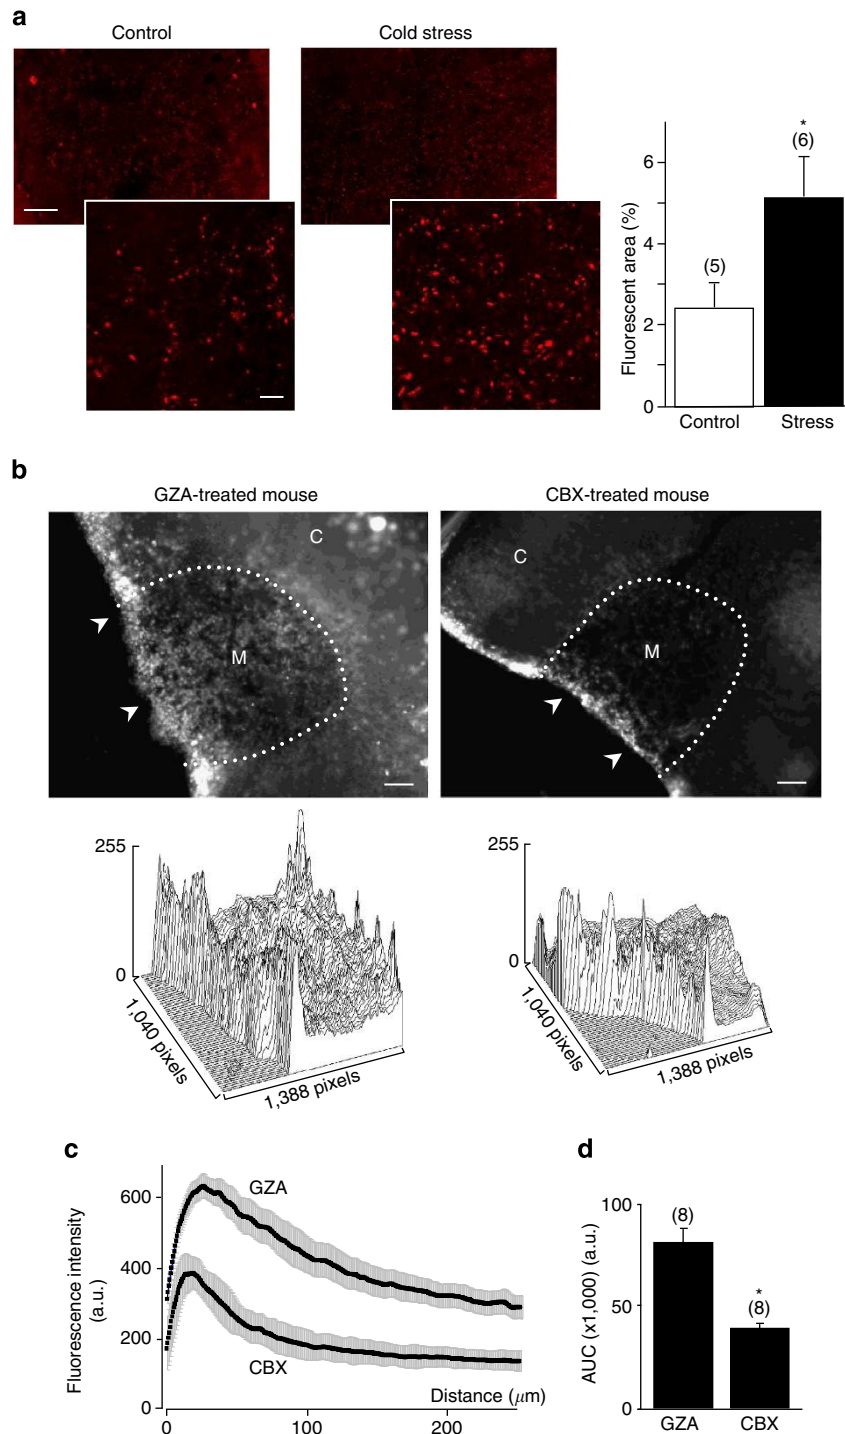 a
Control
Cold stress
Fluorescent area (%)
6
4
2
0
(5)
*
(6)
Control
Stress
b
GZA-treated mouse
CBX-treated mouse
C
M
C
M
255
0
1,040 pixels
1,388 pixels
255
0
1,040 pixels
1,388 pixels
c
Fluorescence intensity
(a.u.)
600
400
200
0
GZA
CBX
Distance (μm)
0
100
200
d
AUC (x1,000) (a.u.)
100
50
0
(8)
*
(8)
GZA
CBX